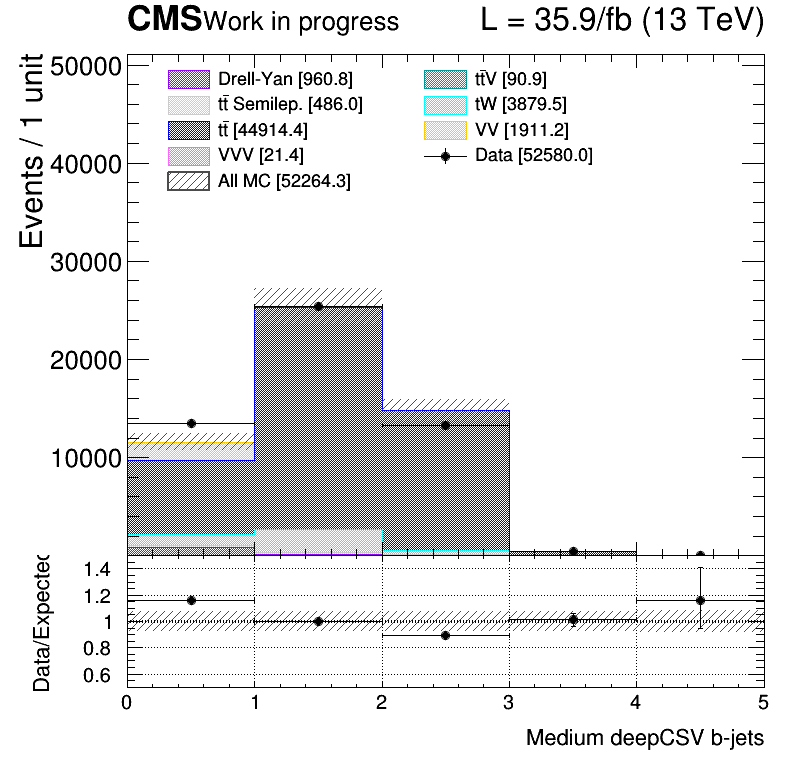 CMS Work in progress L = 35.9/fb (13 TeV)
Events / 1 unit
50000
40000
30000
20000
10000
Drell-Yan [960.8]
tt̄ Semilep. [486.0]
tt̄ [44914.4]
VVV [21.4]
All MC [52264.3]
tt̄V [90.9]
tW [3879.5]
VV [1911.2]
Data [52580.0]
Data/Expected
1.4
1.2
1
0.8
0.6
0 1 2 3 4 5
Medium deepCSV b-jets